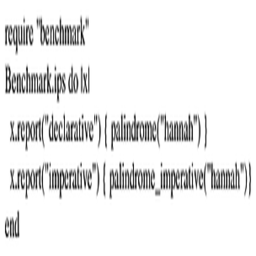 require "benchmark"
Benchmark.ips do |x|
x.report("declarative") { palindrome("hannah") }
x.report("imperative") { palindrome_imperative("hannah") }
end